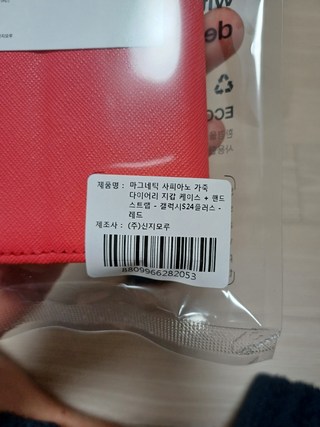 de
ECO
제품명 : 마그네틱 사피아노 가죽
다이어리 지갑 케이스 + 핸드
스트랩 - 갤럭시S24플러스 -
레드
제조사 : (주)신지모루
8809966282053